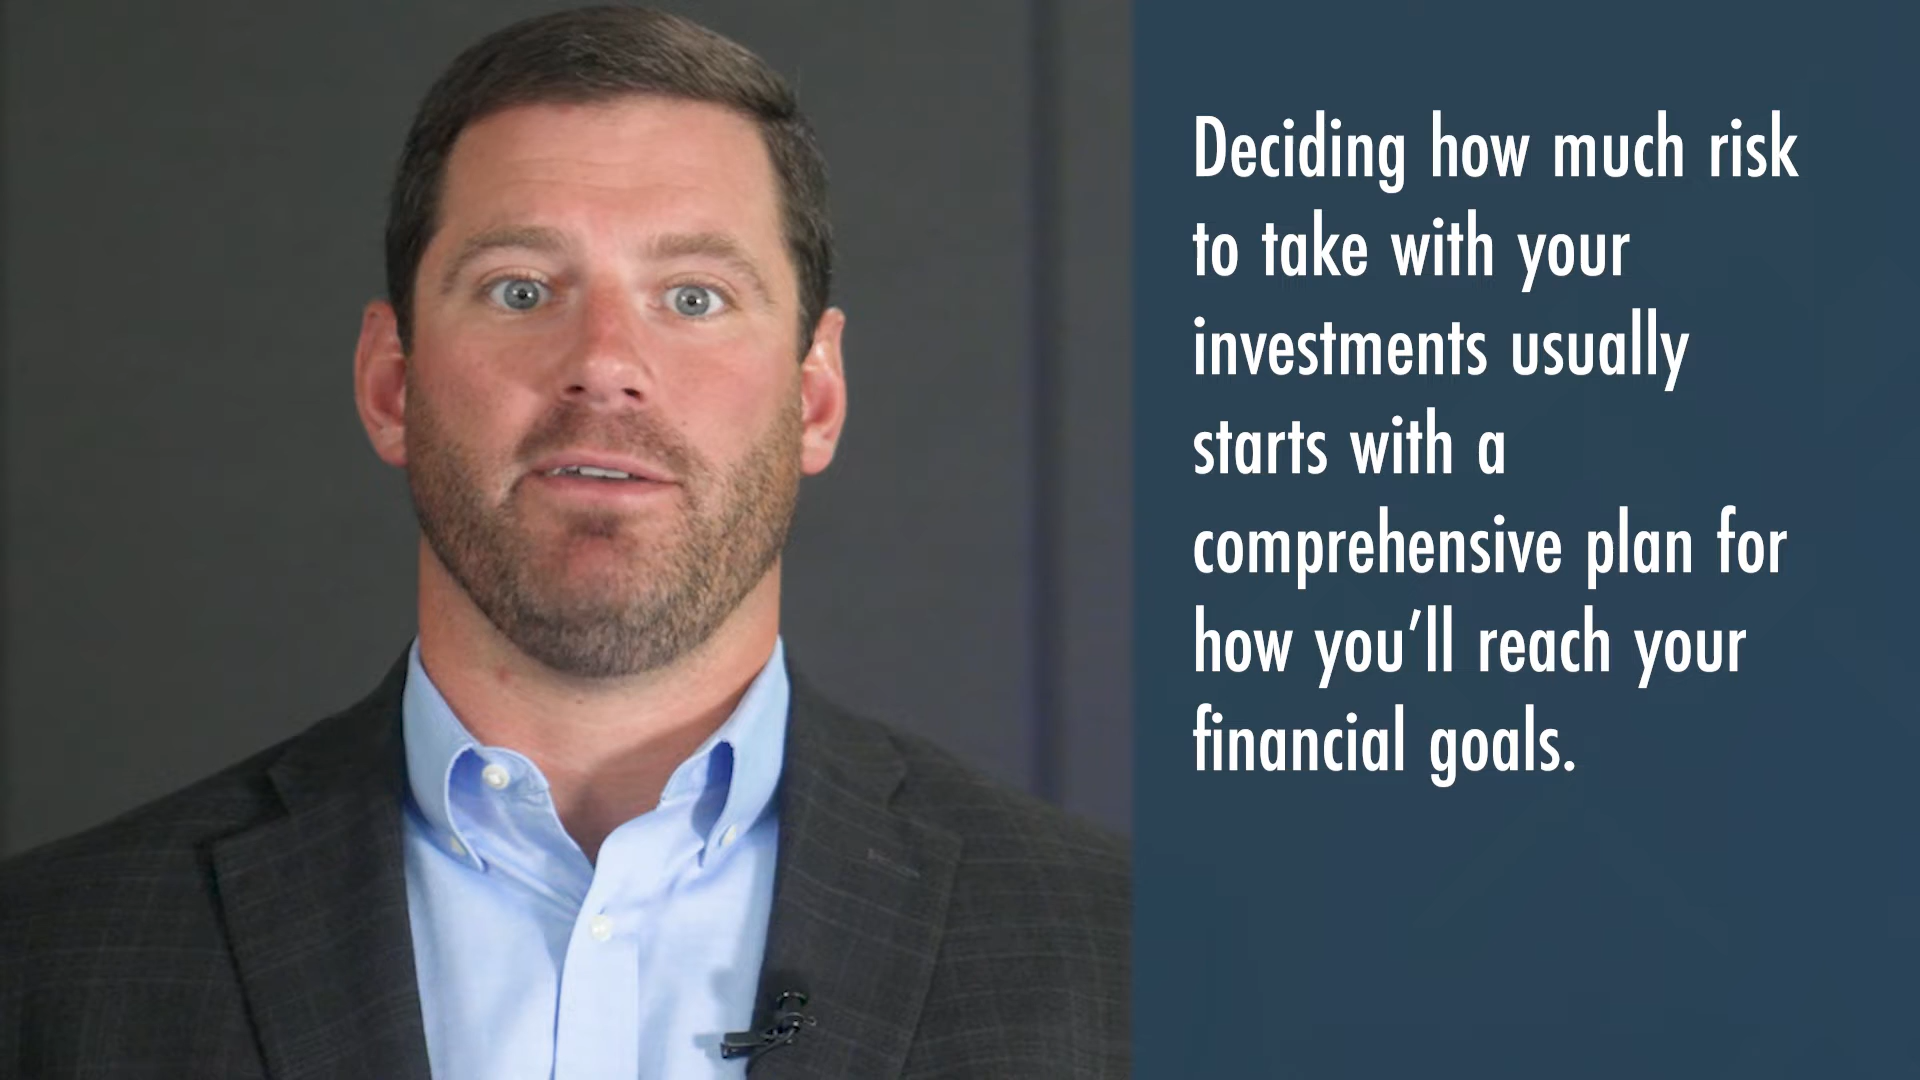 Deciding how much risk
to take with your
investments usually
starts with a
comprehensive plan for
how you’ll reach your
financial goals.